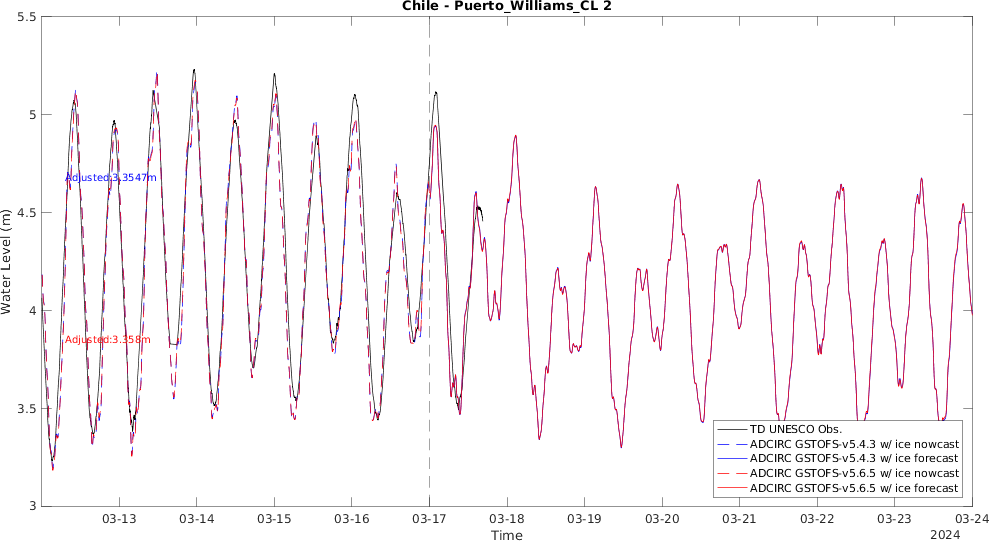 Chile - Puerto_Williams_CL 2
5.5
5
4.5
4
3.5
3
Water Level (m)
Adjusted:3.3547m
Adjusted:3.358m
TD UNESCO Obs.
ADCIRC GSTOFS-v5.4.3 w/ ice nowcast
ADCIRC GSTOFS-v5.4.3 w/ ice forecast
ADCIRC GSTOFS-v5.6.5 w/ ice nowcast
ADCIRC GSTOFS-v5.6.5 w/ ice forecast
03-13 03-14 03-15 03-16 03-17 03-18 03-19 03-20 03-21 03-22 03-23 03-24
Time
2024